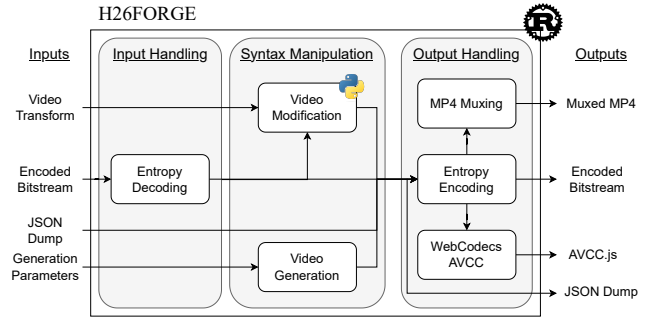 H26FORGE
Inputs
Input Handling
Syntax Manipulation
Output Handling
Outputs
Video
Transform
Video
Modification
MP4 Muxing
Muxed MP4
Encoded
Bitstream
Entropy
Decoding
Entropy
Encoding
Encoded
Bitstream
JSON
Dump
Generation
Parameters
Video
Generation
WebCodecs
AVCC
AVCC.js
JSON Dump
R